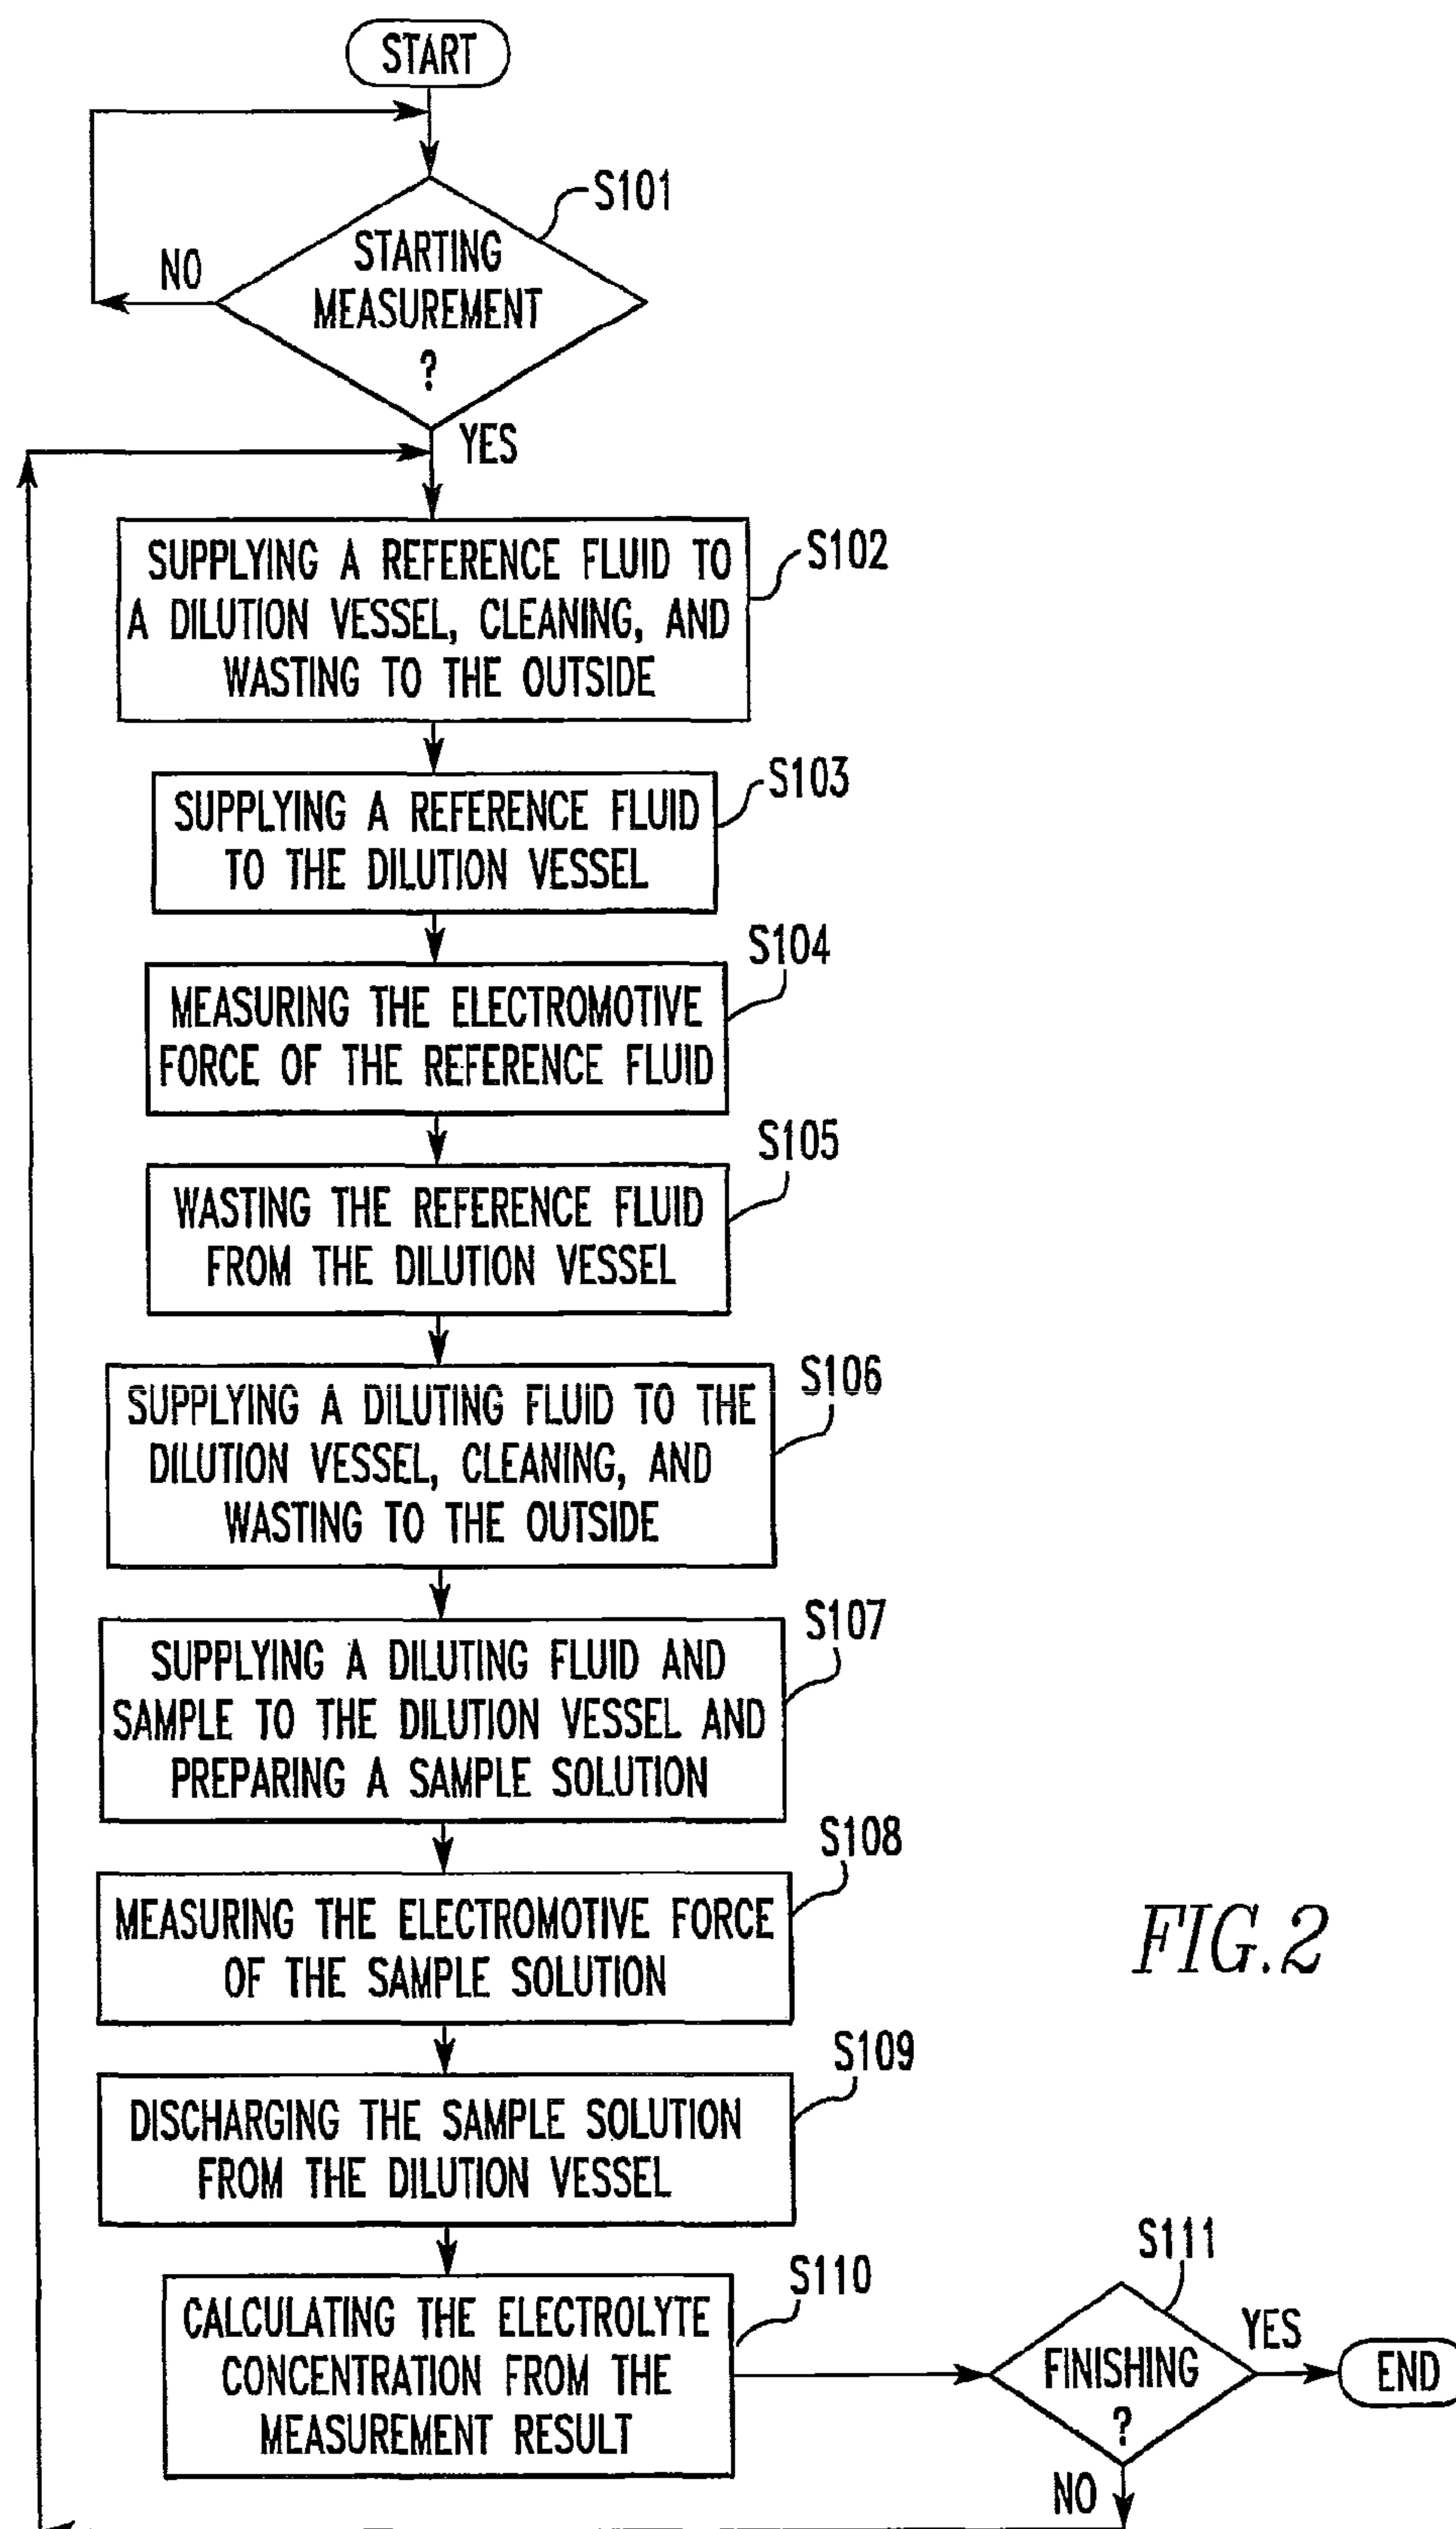 START
S101
STARTING
MEASUREMENT
?
NO
YES
S102
SUPPLYING A REFERENCE FLUID TO
A DILUTION VESSEL, CLEANING, AND
WASTING TO THE OUTSIDE
S103
SUPPLYING A REFERENCE FLUID
TO THE DILUTION VESSEL
S104
MEASURING THE ELECTROMOTIVE
FORCE OF THE REFERENCE FLUID
S105
WASTING THE REFERENCE FLUID
FROM THE DILUTION VESSEL
S106
SUPPLYING A DILUTING FLUID TO THE
DILUTION VESSEL, CLEANING, AND
WASTING TO THE OUTSIDE
S107
SUPPLYING A DILUTING FLUID AND
SAMPLE TO THE DILUTION VESSEL AND
PREPARING A SAMPLE SOLUTION
S108
MEASURING THE ELECTROMOTIVE FORCE
OF THE SAMPLE SOLUTION
FIG.2
S109
DISCHARGING THE SAMPLE SOLUTION
FROM THE DILUTION VESSEL
S110
CALCULATING THE ELECTROLYTE
CONCENTRATION FROM THE
MEASUREMENT RESULT
S111
FINISHING
?
YES
END
NO